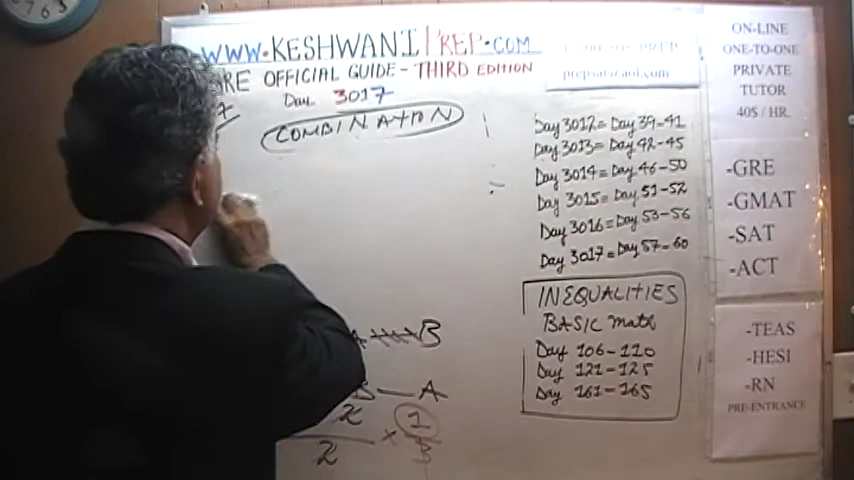 WWW.KESHWANIPREP.COM
GRE OFFICIAL GUIDE - THIRD EDITION
Day 3017
COMBINATION
prepsat@aol.com
Day 3012 = Day 39-41
Day 3013 = Day 42-45
Day 3014 = Day 46-50
Day 3015 = Day 51-52
Day 3016 = Day 53-56
Day 3017 = Day 57-60
INEQUALITIES
BASIC math
Day 106-110
Day 121-125
Day 161-165
B
B — A
2 × 1
2 3
ON-LINE
ONE-TO-ONE
PRIVATE
TUTOR
40$ / HR.
-GRE
-GMAT
-SAT
-ACT
-TEAS
-HESI
-RN
PRE-ENTRANCE